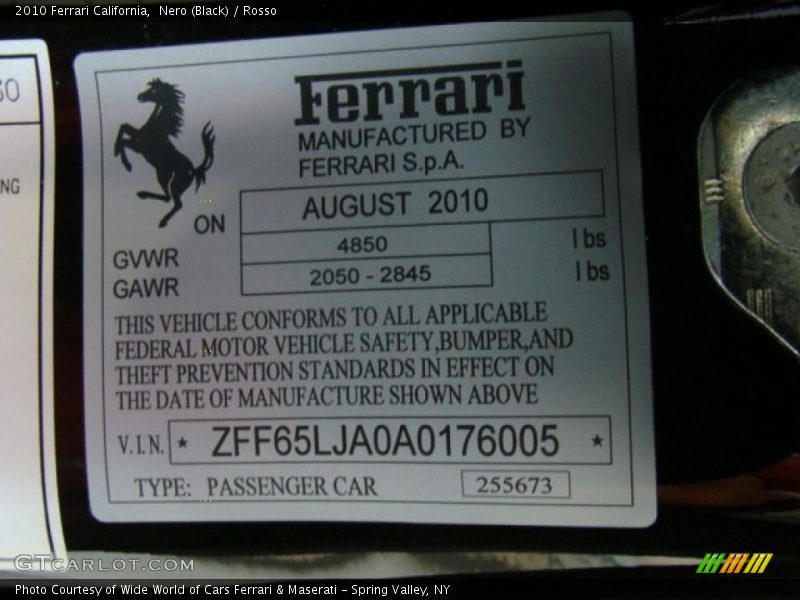 2010 Ferrari California,  Nero (Black) / Rosso
Ferrari
MANUFACTURED BY
FERRARI S.p.A.
ON AUGUST 2010
GVWR 4850 lbs
GAWR 2050 - 2845 lbs
THIS VEHICLE CONFORMS TO ALL APPLICABLE
FEDERAL MOTOR VEHICLE SAFETY,BUMPER,AND
THEFT PREVENTION STANDARDS IN EFFECT ON
THE DATE OF MANUFACTURE SHOWN ABOVE
V.I.N. * ZFF65LJA0A0176005 *
TYPE: PASSENGER CAR 255673
GTCARLOT.COM
Photo Courtesy of Wide World of Cars Ferrari & Maserati – Spring Valley, NY